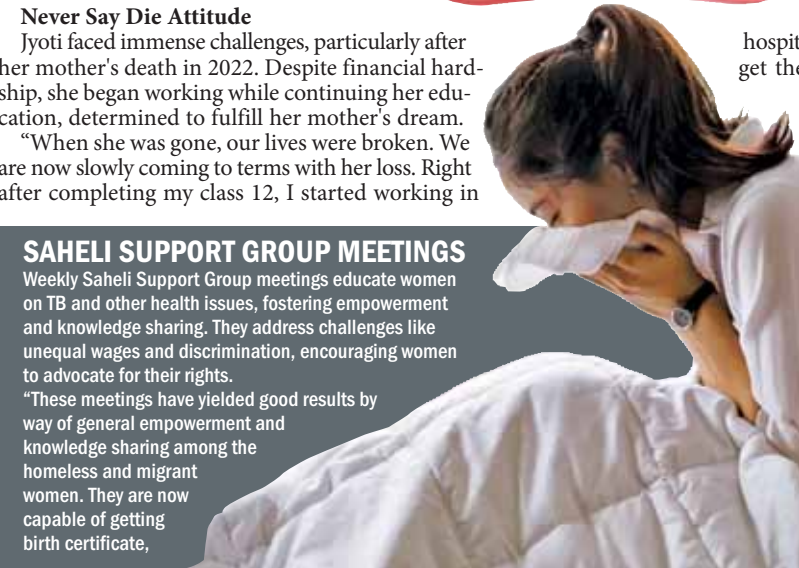 Never Say Die Attitude
Jyoti faced immense challenges, particularly after
her mother's death in 2022. Despite financial hard-
ship, she began working while continuing her edu-
cation, determined to fulfill her mother's dream.
“When she was gone, our lives were broken. We
are now slowly coming to terms with her loss. Right
after completing my class 12, I started working in
hospit
get the
SAHELI SUPPORT GROUP MEETINGS
Weekly Saheli Support Group meetings educate women
on TB and other health issues, fostering empowerment
and knowledge sharing. They address challenges like
unequal wages and discrimination, encouraging women
to advocate for their rights.
“These meetings have yielded good results by
way of general empowerment and
knowledge sharing among the
homeless and migrant
women. They are now
capable of getting
birth certificate,